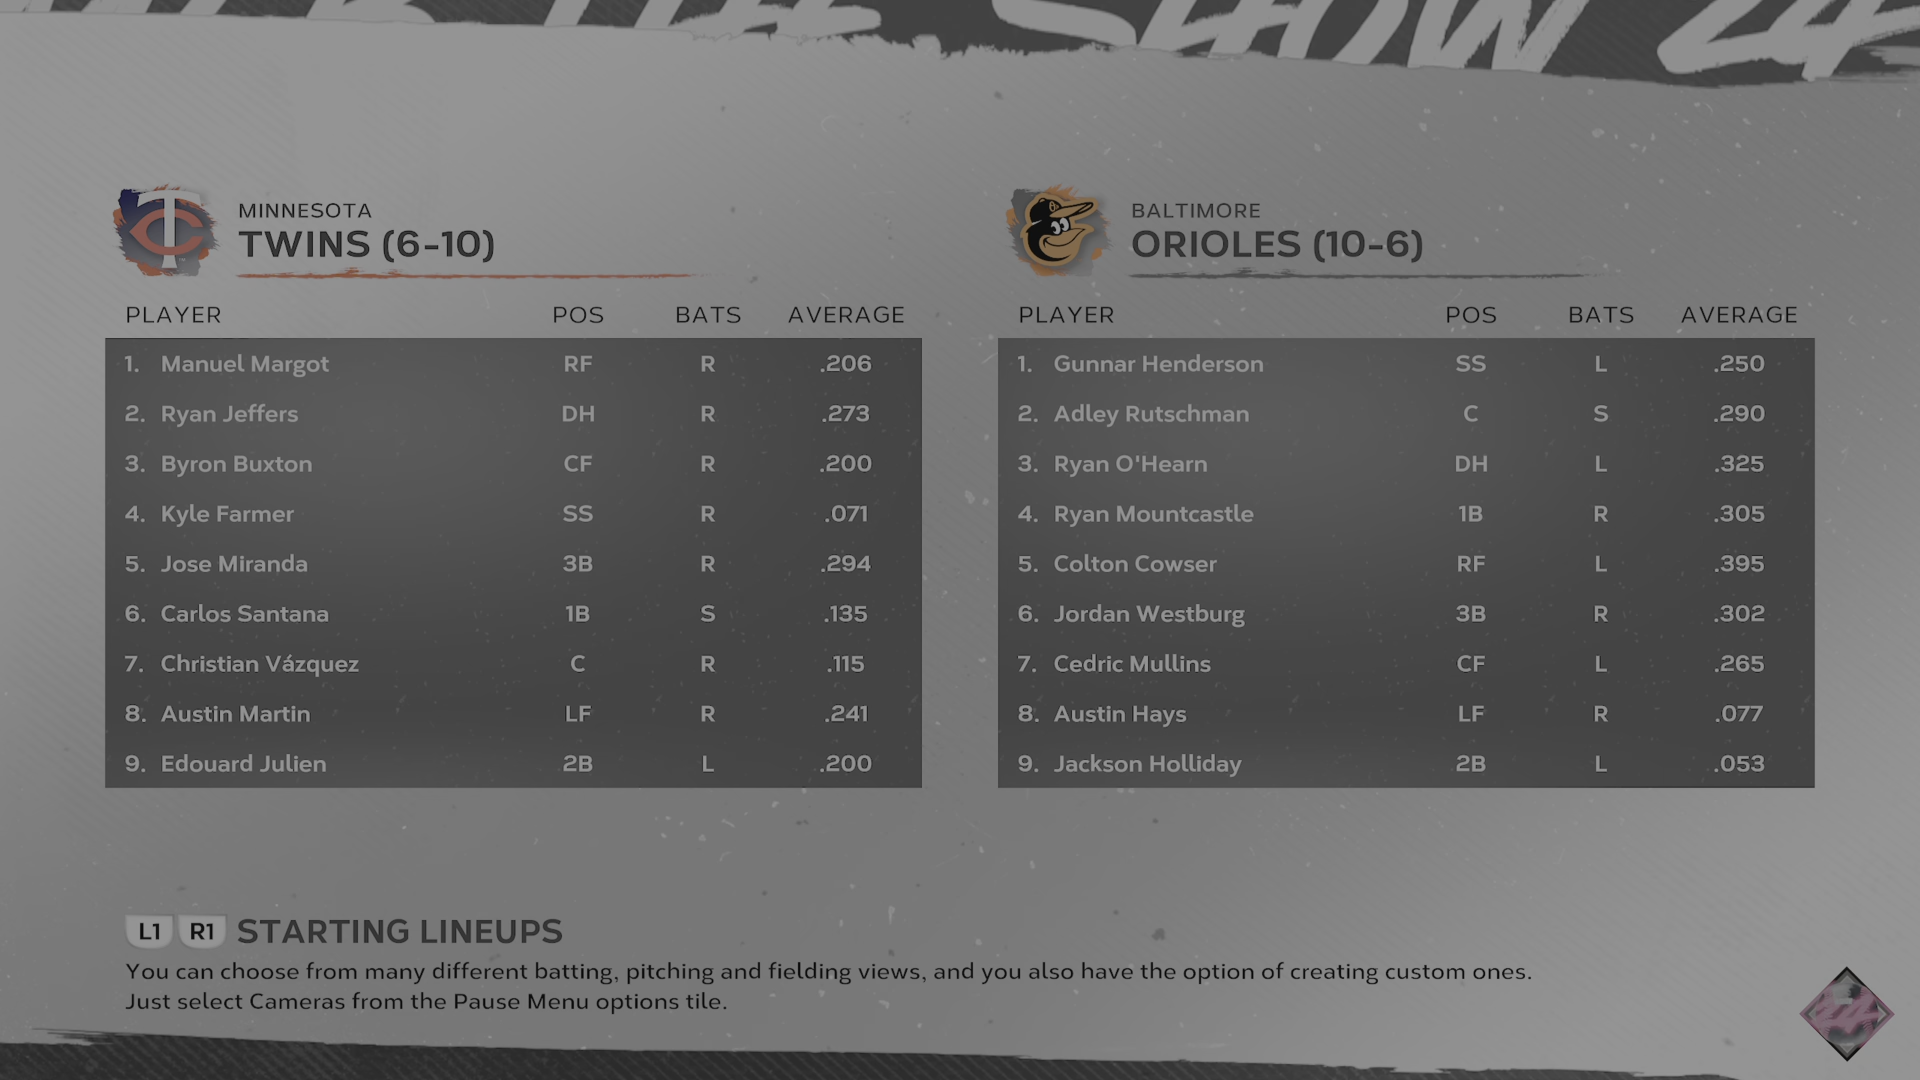 THE SHOW 24
MINNESOTA
TWINS (6-10)
PLAYER POS BATS AVERAGE
1. Manuel Margot RF R .206
2. Ryan Jeffers DH R .273
3. Byron Buxton CF R .200
4. Kyle Farmer SS R .071
5. Jose Miranda 3B R .294
6. Carlos Santana 1B S .135
7. Christian Vázquez C R .115
8. Austin Martin LF R .241
9. Edouard Julien 2B L .200
BALTIMORE
ORIOLES (10-6)
PLAYER POS BATS AVERAGE
1. Gunnar Henderson SS L .250
2. Adley Rutschman C S .290
3. Ryan O'Hearn DH L .325
4. Ryan Mountcastle 1B R .305
5. Colton Cowser RF L .395
6. Jordan Westburg 3B R .302
7. Cedric Mullins CF L .265
8. Austin Hays LF R .077
9. Jackson Holliday 2B L .053
L1 R1 STARTING LINEUPS
You can choose from many different batting, pitching and fielding views, and you also have the option of creating custom ones.
Just select Cameras from the Pause Menu options tile.